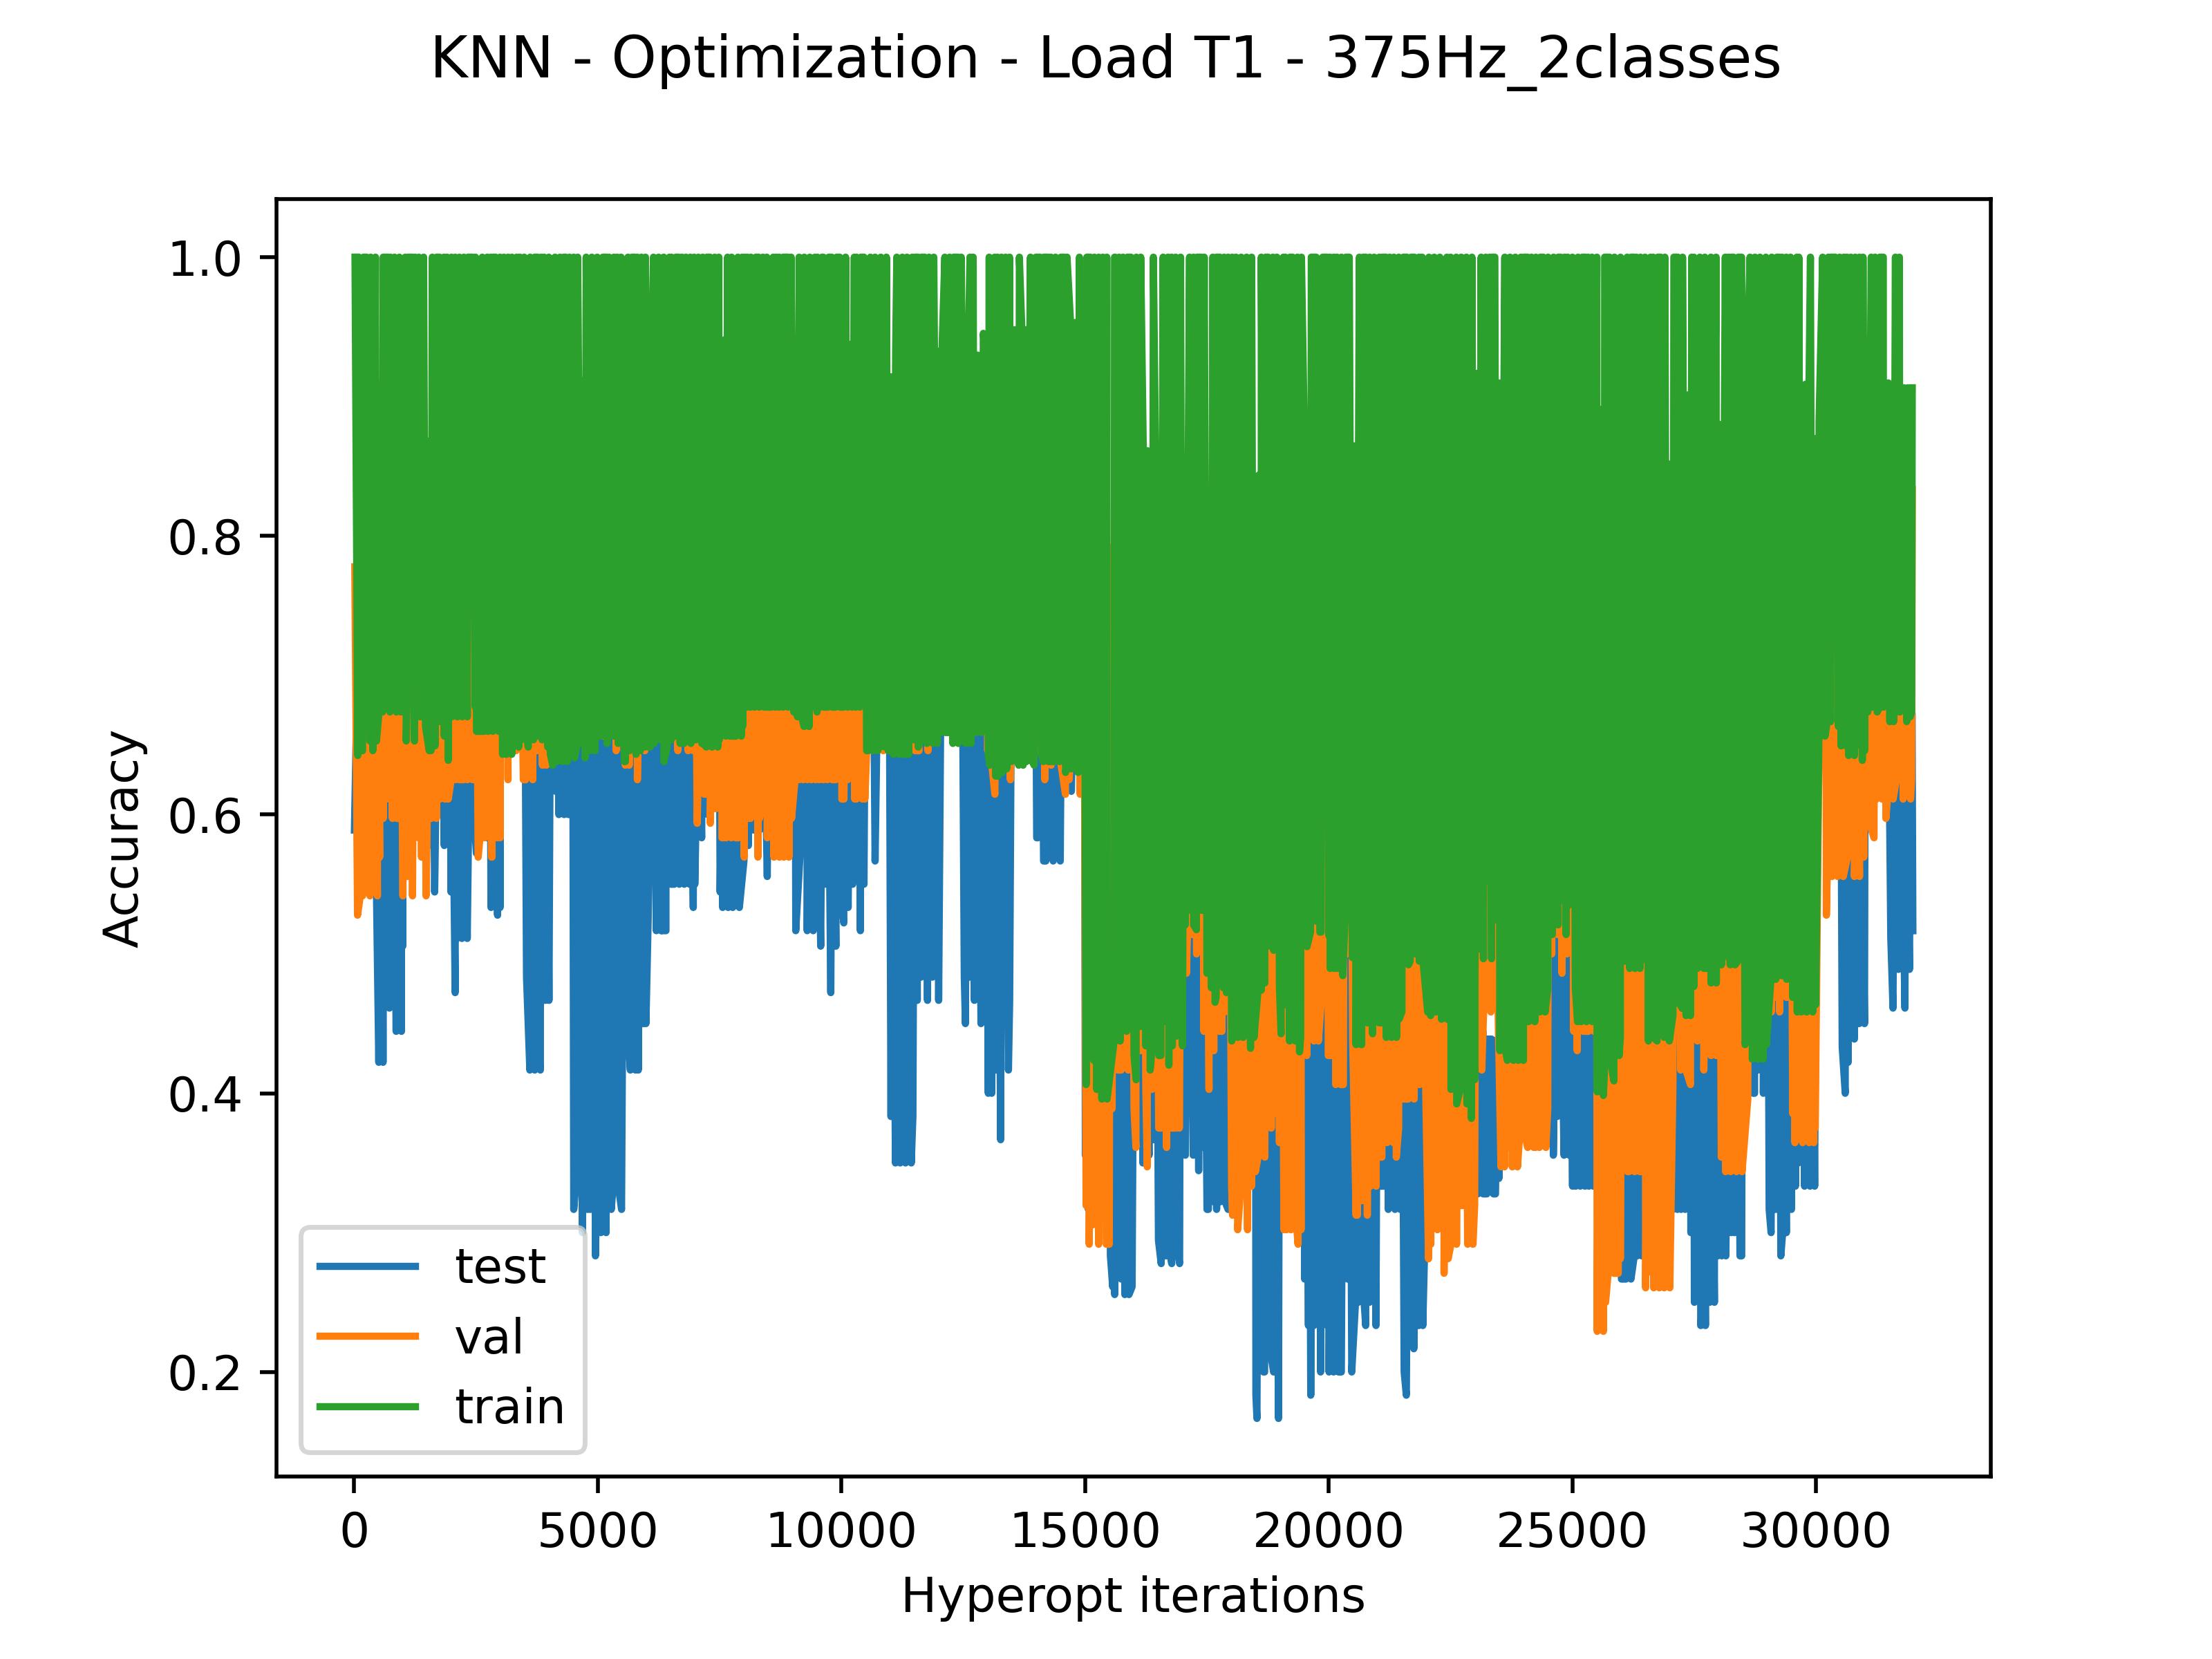 KNN - Optimization - Load T1 - 375Hz_2classes
1.0
0.8
0.6
0.4
0.2
Accuracy
test
val
train
0 5000 10000 15000 20000 25000 30000
Hyperopt iterations